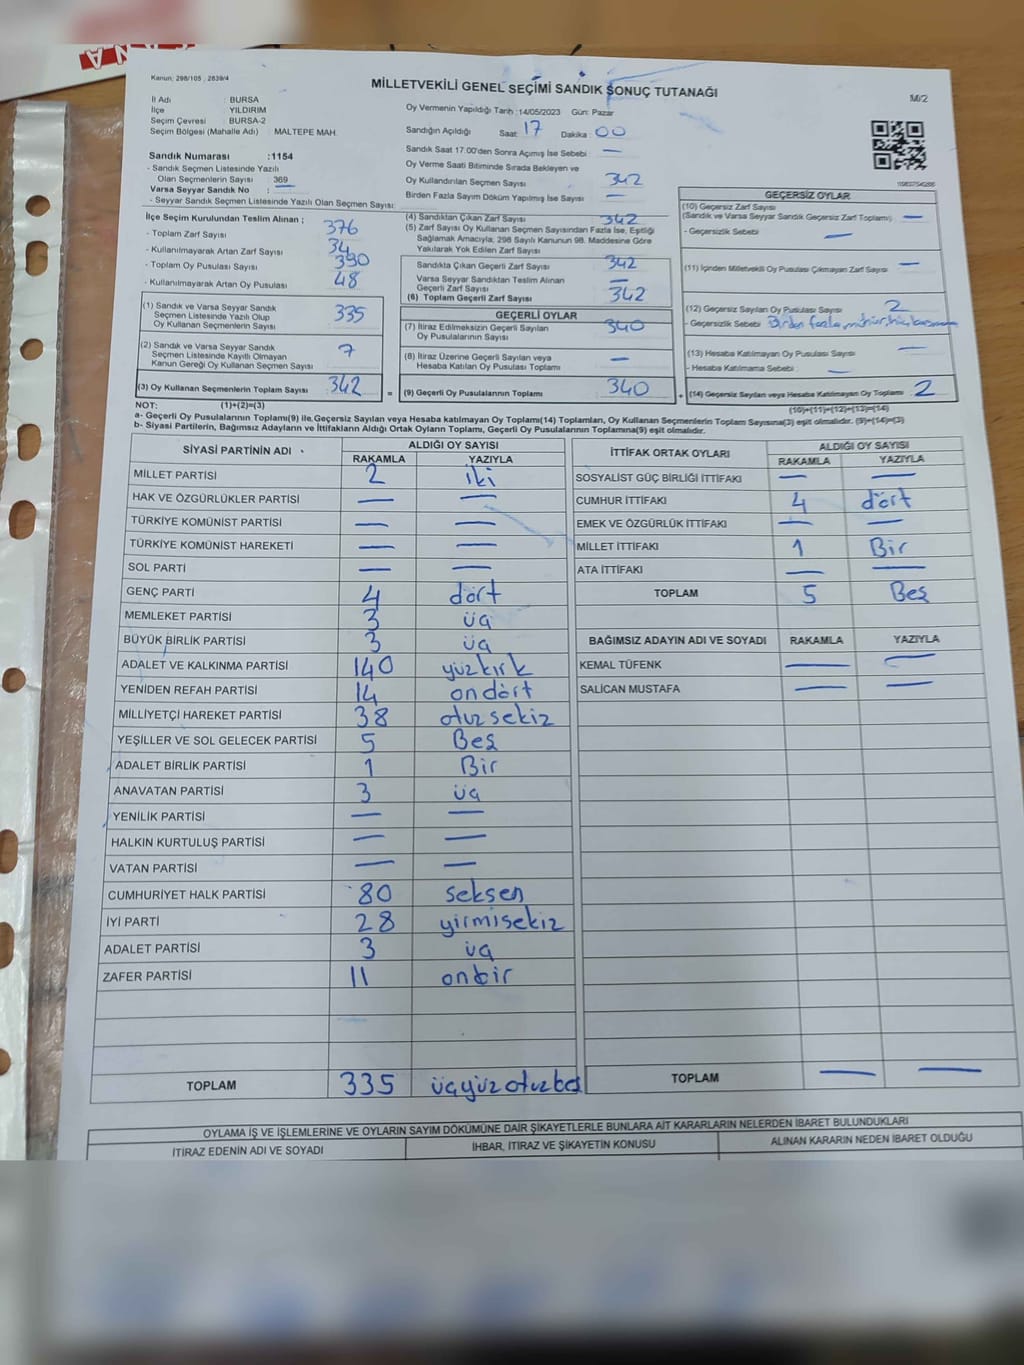 Kanun: 298/105 , 2839/4
MİLLETVEKİLİ GENEL SEÇİMİ SANDIK SONUÇ TUTANAĞI
M/2
İl Adı : BURSA
İlçe : YILDIRIM
Seçim Çevresi : BURSA-2
Seçim Bölgesi (Mahalle Adı) : MALTEPE MAH.
Sandık Numarası :1154
- Sandık Seçmen Listesinde Yazılı
Olan Seçmenlerin Sayısı : 369
Varsa Seyyar Sandık No :
- Seyyar Sandık Seçmen Listesinde Yazılı Olan Seçmen Sayısı:
Oy Vermenin Yapıldığı Tarih :14/05/2023 Gün: Pazar
Sandığın Açıldığı Saat: 17 Dakika : 00
Sandık Saat 17:00'den Sonra Açımış İse Sebebi : —
Oy Verme Saati Bitiminde Sırada Bekleyen ve
Oy Kullandırılan Seçmen Sayısı : 342
Birden Fazla Sayım Döküm Yapılmış İse Sayısı : —
İlçe Seçim Kurulundan Teslim Alınan ;
- Toplam Zarf Sayısı : 376
- Kullanılmayarak Artan Zarf Sayısı : 34
- Toplam Oy Pusulası Sayısı : 390
- Kullanılmayarak Artan Oy Pusulası : 48
(1) Sandık ve Varsa Seyyar Sandık
Seçmen Listesinde Yazılı Olup
Oy Kullanan Seçmenlerin Sayısı : 335
(2) Sandık ve Varsa Seyyar Sandık
Seçmen Listesinde Kayıtlı Olmayan
Kanun Gereği Oy Kullanan Seçmen Sayısı : 7
(3) Oy Kullanan Seçmenlerin Toplam Sayısı : 342
(4) Sandıktan Çıkan Zarf Sayısı : 342
(5) Zarf Sayısı Oy Kullanan Seçmen Sayısından Fazla İse, Eşitliği
Sağlamak Amacıyla; 298 Sayılı Kanunun 98. Maddesine Göre
Yakılarak Yok Edilen Zarf Sayısı :
Sandıkta Çıkan Geçerli Zarf Sayısı : 342
Varsa Seyyar Sandıktan Teslim Alınan
Geçerli Zarf Sayısı : —
(6) Toplam Geçerli Zarf Sayısı : 342
GEÇERLİ OYLAR
(7) İtiraz Edilmeksizin Geçerli Sayılan
Oy Pusulalarının Sayısı : 340
(8) İtiraz Üzerine Geçerli Sayılan veya
Hesaba Katılan Oy Pusulası Toplamı : —
= (9) Geçerli Oy Pusulalarının Toplamı : 340
GEÇERSİZ OYLAR
(10) Geçersiz Zarf Sayısı
(Sandık ve Varsa Seyyar Sandık Geçersiz Zarf Toplamı) : —
- Geçersizlik Sebebi : —
(11) İçinden Milletvekili Oy Pusulası Çıkmayan Zarf Sayısı : —
(12) Geçersiz Sayılan Oy Pusulası Sayısı : 2
- Geçersizlik Sebebi : Birden fazla mühür
(13) Hesaba Katılmayan Oy Pusulası Sayısı : —
- Hesaba Katılmama Sebebi : —
+ (14) Geçersiz Sayılan veya Hesaba Katılmayan Oy Toplamı : 2
NOT: (1)+(2)=(3)
(10)+(11)+(12)+(13)=(14)
a- Geçerli Oy Pusulalarının Toplamı(9) ile Geçersiz Sayılan veya Hesaba katılmayan Oy Toplamı(14) Toplamları, Oy Kullanan Seçmenlerin Toplam Sayısına(3) eşit olmalıdır. (9)+(14)=(3)
b- Siyasi Partilerin, Bağımsız Adayların ve İttifakların Aldığı Ortak Oyların Toplamı, Geçerli Oy Pusulalarının Toplamına(9) eşit olmalıdır.
SİYASİ PARTİNİN ADI ALDIĞI OY SAYISI
RAKAMLA YAZIYLA
MİLLET PARTİSİ 2 iki
HAK VE ÖZGÜRLÜKLER PARTİSİ — —
TÜRKİYE KOMÜNİST PARTİSİ — —
TÜRKİYE KOMÜNİST HAREKETİ — —
SOL PARTİ — —
GENÇ PARTİ 4 dört
MEMLEKET PARTİSİ 3 üç
BÜYÜK BİRLİK PARTİSİ 3 üç
ADALET VE KALKINMA PARTİSİ 140 yüzkırk
YENİDEN REFAH PARTİSİ 14 ondört
MİLLİYETÇİ HAREKET PARTİSİ 38 otuzsekiz
YEŞİLLER VE SOL GELECEK PARTİSİ 5 Beş
ADALET BİRLİK PARTİSİ 1 Bir
ANAVATAN PARTİSİ 3 üç
YENİLİK PARTİSİ — —
HALKIN KURTULUŞ PARTİSİ — —
VATAN PARTİSİ — —
CUMHURİYET HALK PARTİSİ 80 seksen
İYİ PARTİ 28 yirmisekiz
ADALET PARTİSİ 3 üç
ZAFER PARTİSİ 11 onbir
TOPLAM 335 üçyüzotuzbeş
İTTİFAK ORTAK OYLARI ALDIĞI OY SAYISI
RAKAMLA YAZIYLA
SOSYALİST GÜÇ BİRLİĞİ İTTİFAKI — —
CUMHUR İTTİFAKI 4 dört
EMEK VE ÖZGÜRLÜK İTTİFAKI — —
MİLLET İTTİFAKI 1 Bir
ATA İTTİFAKI — —
TOPLAM 5 Beş
BAĞIMSIZ ADAYIN ADI VE SOYADI RAKAMLA YAZIYLA
KEMAL TÜFENK — —
SALİCAN MUSTAFA — —
TOPLAM — —
OYLAMA İŞ VE İŞLEMLERİNE VE OYLARIN SAYIM DÖKÜMÜNE DAİR ŞİKAYETLERLE BUNLARA AİT KARARLARIN NELERDEN İBARET BULUNDUKLARI
İTİRAZ EDENİN ADI VE SOYADI İHBAR, İTİRAZ VE ŞİKAYETİN KONUSU ALINAN KARARIN NEDEN İBARET OLDUĞU